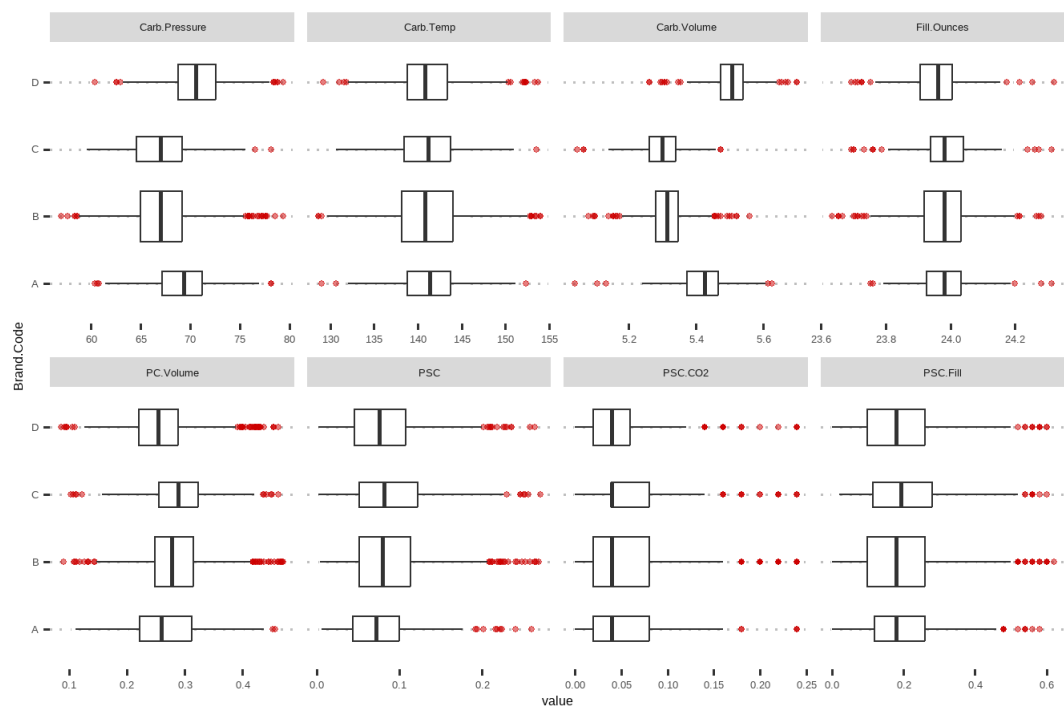 Carb.Pressure Carb.Temp Carb.Volume Fill.Ounces
D
C
B
A
60 65 70 75 80 130 135 140 145 150 155 5.2 5.4 5.6 23.6 23.8 24.0 24.2
Brand.Code
PC.Volume PSC PSC.CO2 PSC.Fill
D
C
B
A
0.1 0.2 0.3 0.4 0.0 0.1 0.2 0.00 0.05 0.10 0.15 0.20 0.25 0.0 0.2 0.4 0.6
value